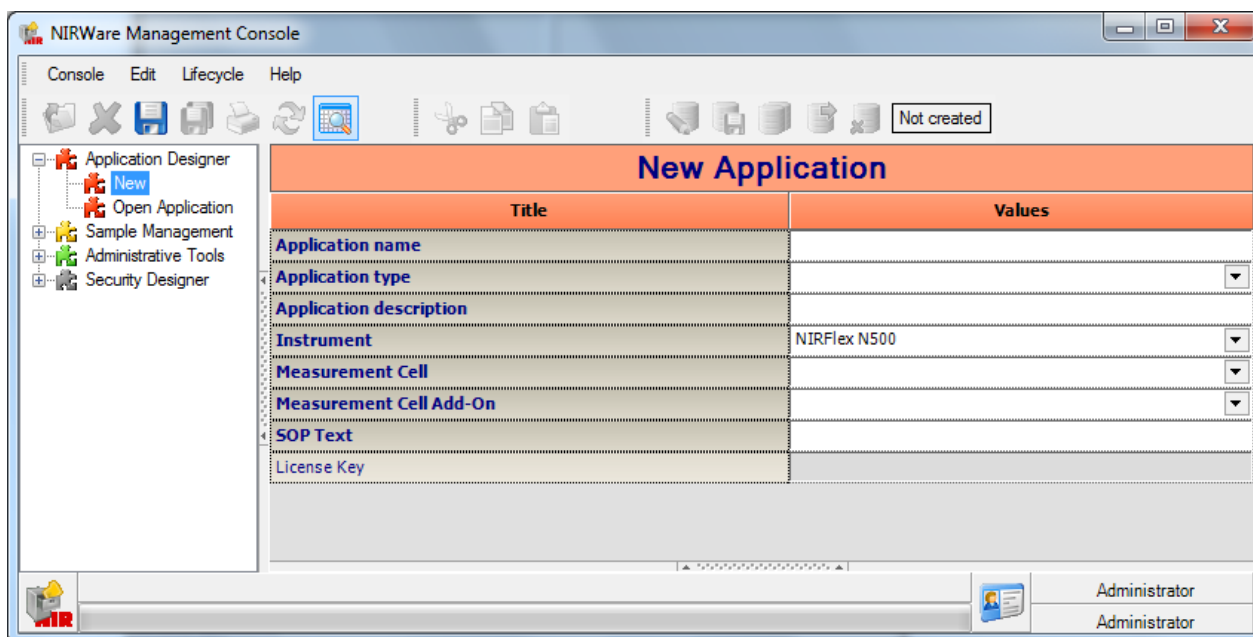 NIRWare Management Console
Console Edit Lifecycle Help
Not created
Application Designer
New
Open Application
Sample Management
Administrative Tools
Security Designer
New Application
Title Values
Application name
Application type
Application description
Instrument NIRFlex N500
Measurement Cell
Measurement Cell Add-On
SOP Text
License Key
NIR
Administrator
Administrator